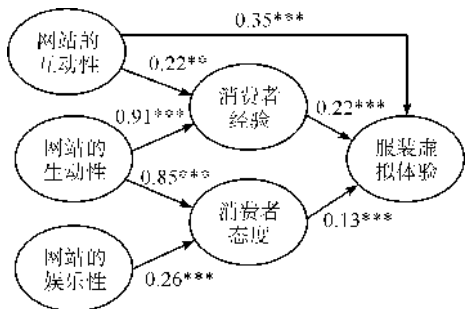 0.35***
网站的
互动性
0.22**
消费者
经验
0.22***
0.91***
网站的
生动性
服装虚
拟体验
0.85***
消费者
态度
0.13***
网站的
娱乐性
0.26***